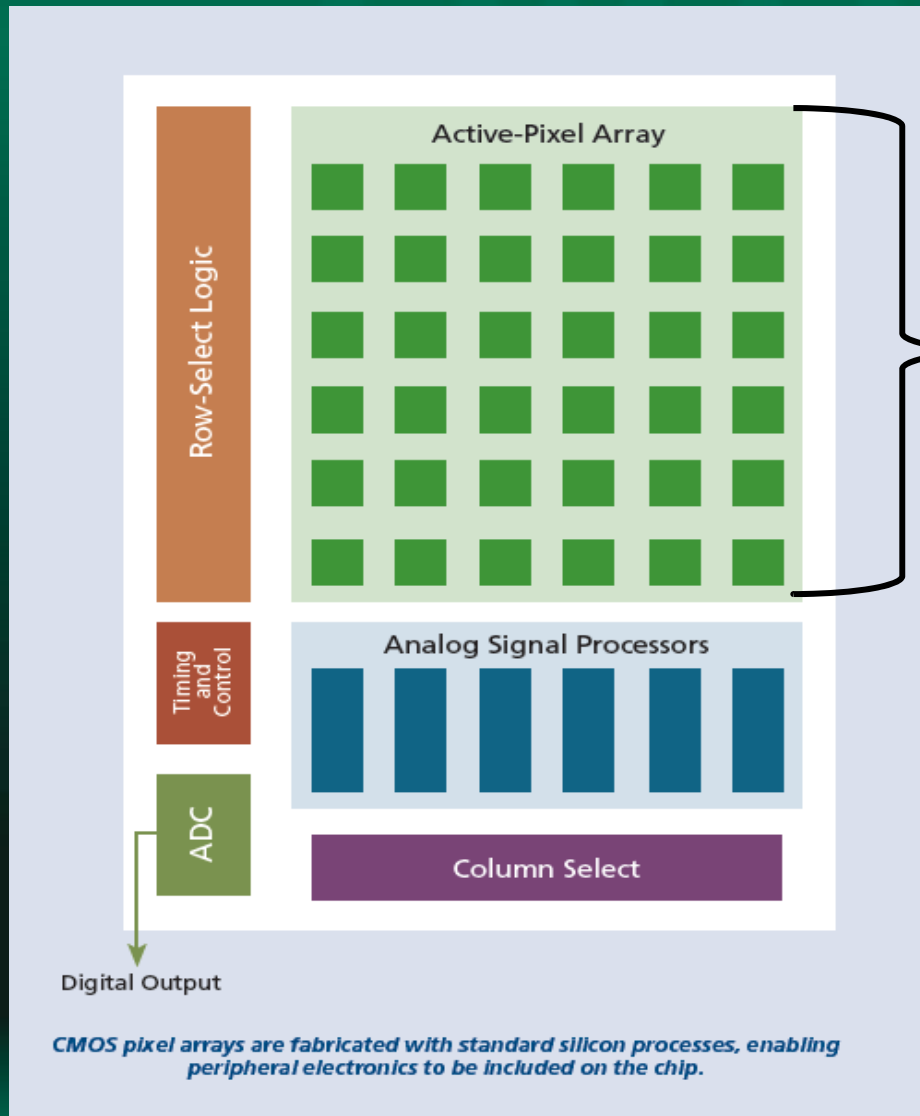 Active-Pixel Array
Row-Select Logic
Analog Signal Processors
Timing
and
Control
ADC
Column Select
Digital Output
CMOS pixel arrays are fabricated with standard silicon processes, enabling
peripheral electronics to be included on the chip.